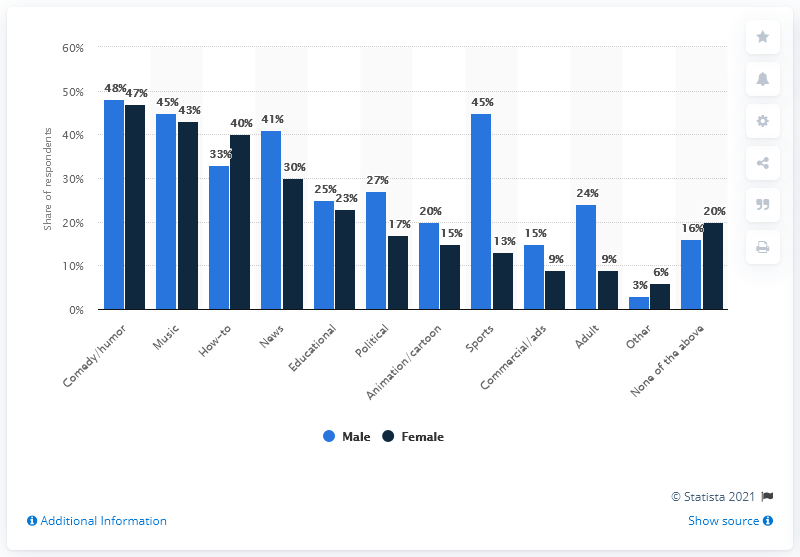 60%
50%
40%
30%
20%
10%
0%
Share of respondents
48% 47%
45% 43%
33% 40%
41% 30%
25% 23%
27% 17%
20% 15%
45% 13%
15% 9%
24% 9%
3% 6%
16% 20%
Comedy/humor
Music
How-to
News
Educational
Political
Animation/cartoon
Sports
Commercial/ads
Adult
Other
None of the above
Male Female
© Statista 2021
Additional Information Show source